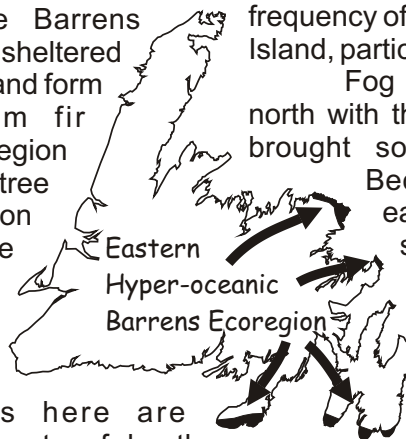 e Barrens
sheltered
and form
m fir
egion
tree
on
e
s here are
frequency of
Island, partic
Fog
north with th
brought so
Bec
ea
s
Eastern
Hyper-oceanic
Barrens Ecoregion